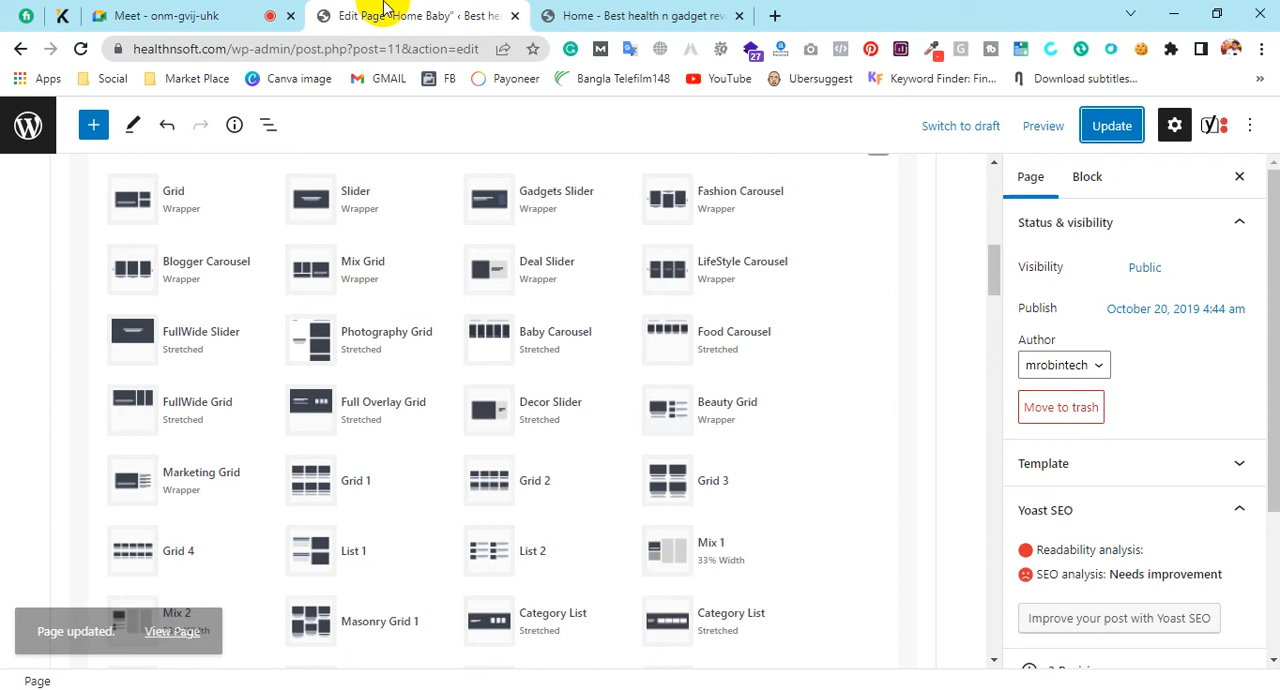 Meet - onm-gvij-uhk
Edit Page "Home Baby" ‹ Best he
Home - Best health n gadget rev
healthnsoft.com/wp-admin/post.php?post=118&action=edit
27
Apps
Social
Market Place
Canva image
GMAIL
FB
Payoneer
Bangla Telefilm148
YouTube
Ubersuggest
Keyword Finder: Fin...
Download subtitles...
»
Switch to draft
Preview
Update
Grid
Wrapper
Slider
Wrapper
Gadgets Slider
Wrapper
Fashion Carousel
Wrapper
Blogger Carousel
Wrapper
Mix Grid
Wrapper
Deal Slider
Wrapper
LifeStyle Carousel
Wrapper
FullWide Slider
Stretched
Photography Grid
Stretched
Baby Carousel
Stretched
Food Carousel
Stretched
FullWide Grid
Stretched
Full Overlay Grid
Stretched
Decor Slider
Stretched
Beauty Grid
Wrapper
Marketing Grid
Wrapper
Grid 1
Grid 2
Grid 3
Grid 4
List 1
List 2
Mix 1
33% Width
Mix 2
Masonry Grid 1
Category List
Stretched
Category List
Stretched
Page updated.
View Page
Page
Block
Status & visibility
Visibility
Public
Publish
October 20, 2019 4:44 am
Author
mrobintech
Move to trash
Template
Yoast SEO
Readability analysis:
SEO analysis: Needs improvement
Improve your post with Yoast SEO
Page